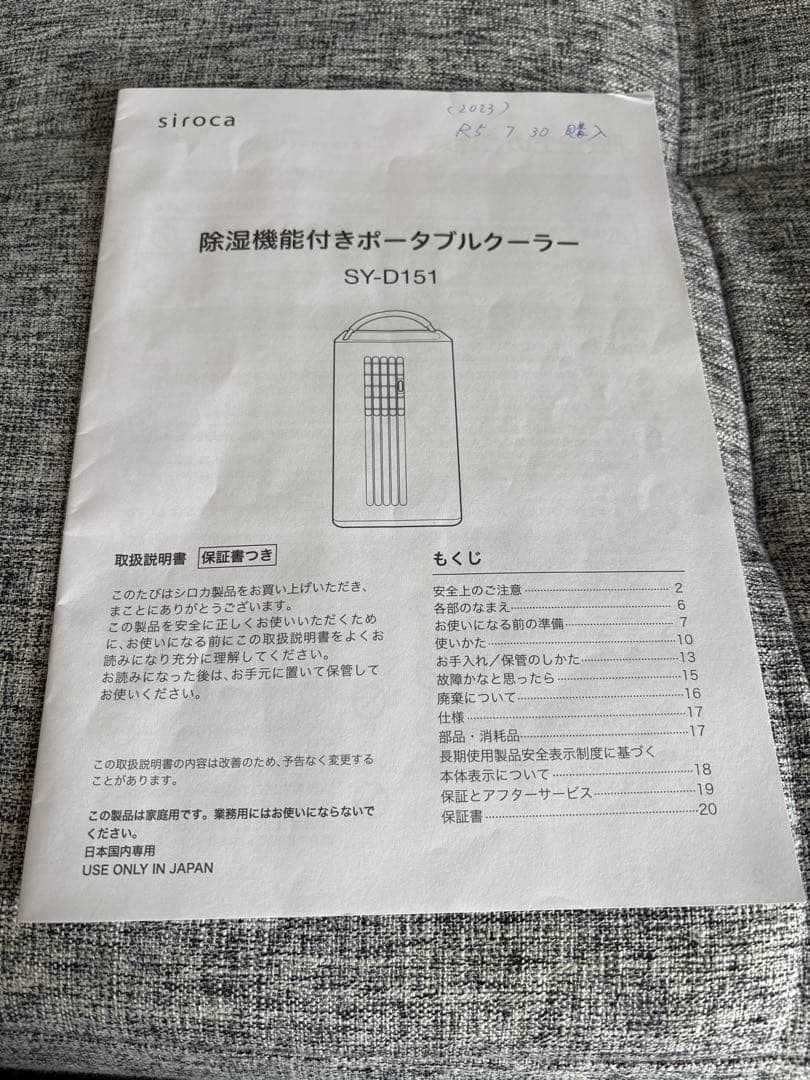 siroca
(2023)
R5 7 30 購入
除湿機能付きポータブルクーラー
SY-D151
取扱説明書 保証書つき
このたびはシロカ製品をお買い上げいただき、
まことにありがとうございます。
この製品を安全に正しくお使いいただくため
に、お使いになる前にこの取扱説明書をよくお
読みになり充分に理解してください。
お読みになった後は、お手元に置いて保管して
お使いください。
この取扱説明書の内容は改善のため、予告なく変更する
ことがあります。
この製品は家庭用です。業務用にはお使いにならないで
ください。
日本国内専用
USE ONLY IN JAPAN
もくじ
安全上のご注意 2
各部のなまえ 6
お使いになる前の準備 7
使いかた 10
お手入れ／保管のしかた 13
故障かなと思ったら 15
廃棄について 16
仕様 17
部品・消耗品 17
長期使用製品安全表示制度に基づく
本体表示について 18
保証とアフターサービス 19
保証書 20